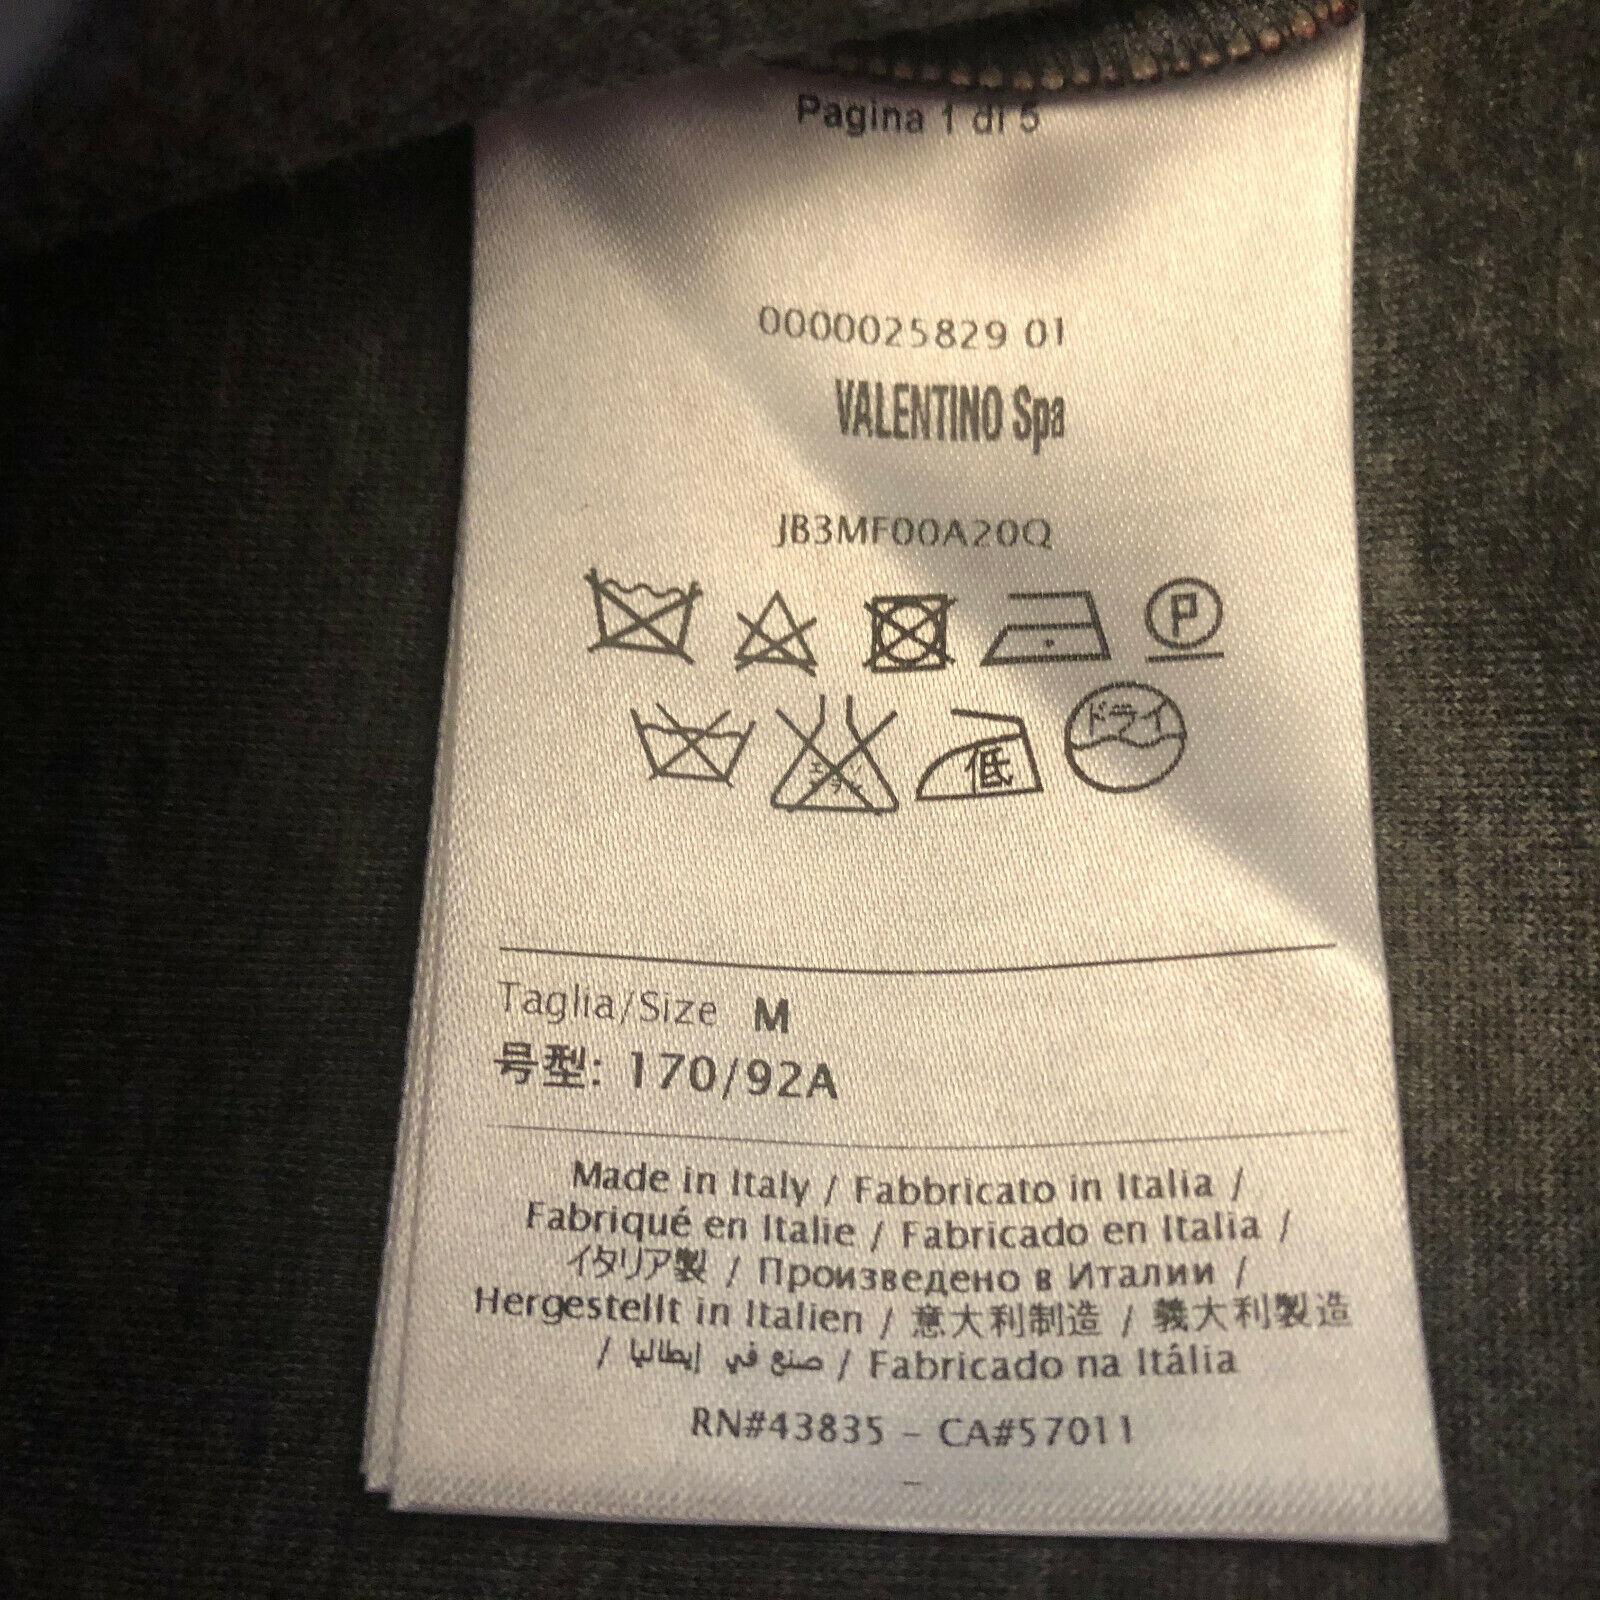 Pagina 1 di 5
0000025829 01
VALENTINO Spa
JB3MF00A20Q
P
ドライ
低
Taglia/Size M
号型: 170/92A
Made in Italy / Fabbricato in Italia /
Fabriqué en Italie / Fabricado en Italia /
イタリア製 / Произведено в Италии /
Hergestellt in Italien / 意大利制造 / 義大利製造
/ صنع في إيطاليا / Fabricado na Itália
RN#43835 – CA#57011
–